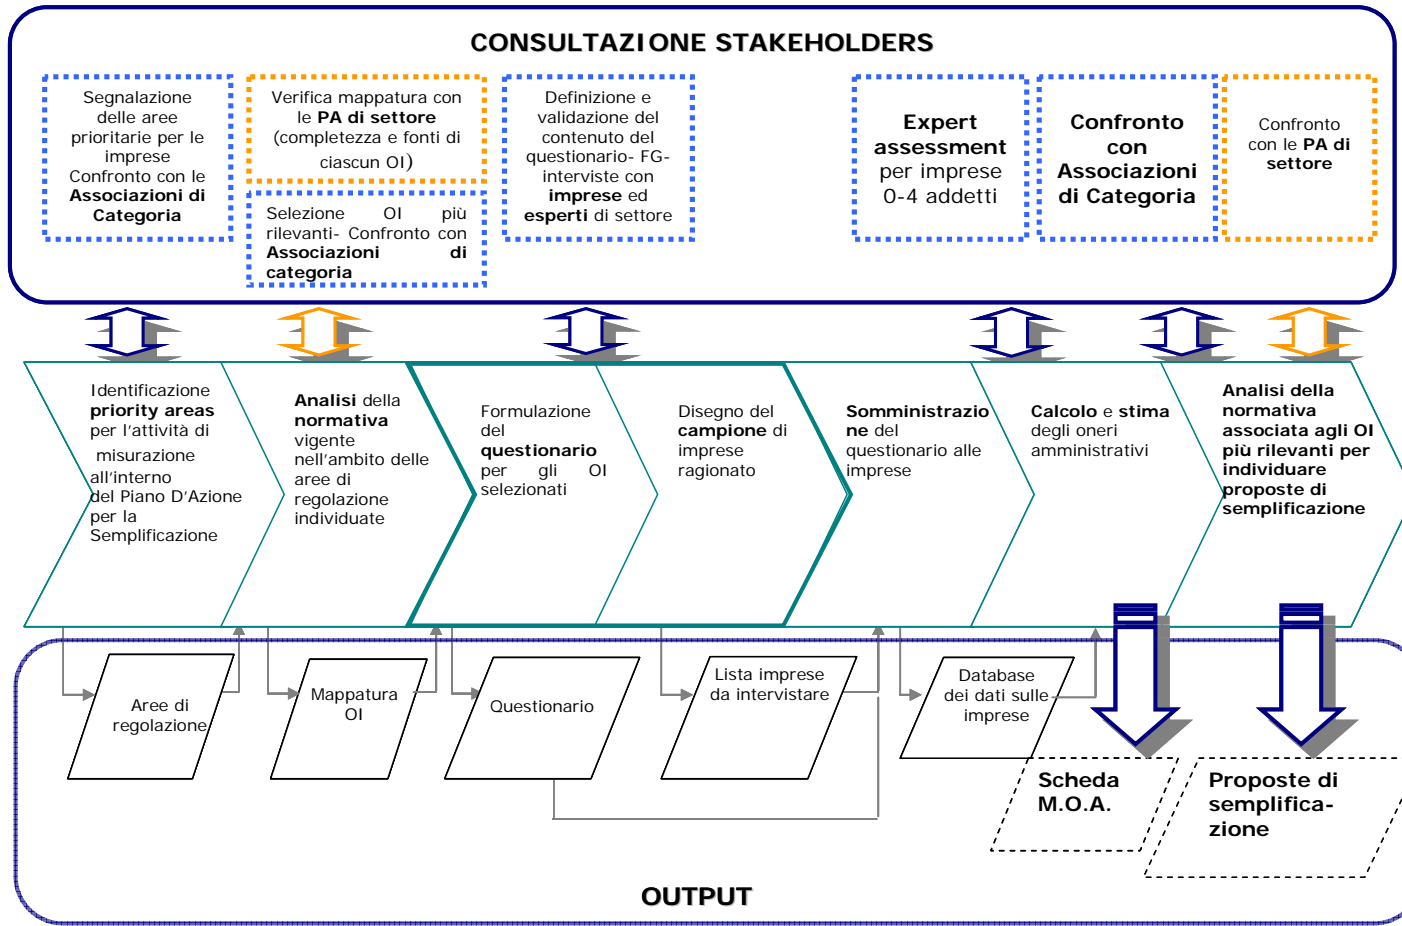 CONSULTAZIONE STAKEHOLDERS
Segnalazione
delle aree
prioritarie per le
imprese
Confronto con le
Associazioni di
Categoria
Verifica mappatura con
le PA di settore
(completezza e fonti di
ciascun OI)
Selezione OI più
rilevanti- Confronto con
Associazioni di
categoria
Definizione e
validazione del
contenuto del
questionario- FG-
interviste con
imprese ed
esperti di settore
Expert
assessment
per imprese
0-4 addetti
Confronto
con
Associazioni
di Categoria
Confronto
con le PA di
settore
Identificazione
priority areas
per l'attività di
misurazione
all'interno
del Piano D'Azione
per la
Semplificazione
Analisi della
normativa
vigente
nell'ambito delle
aree di
regolazione
individuate
Formulazione
del
questionario
per gli OI
selezionati
Disegno del
campione di
imprese
ragionato
Somministrazio
ne del
questionario alle
imprese
Calcolo e stima
degli oneri
amministrativi
Analisi della
normativa
associata agli OI
più rilevanti per
individuare
proposte di
semplificazione
Aree di
regolazione
Mappatura
OI
Questionario
Lista imprese
da intervistare
Database
dei dati sulle
imprese
Scheda
M.O.A.
Proposte di
semplifica-
zione
OUTPUT